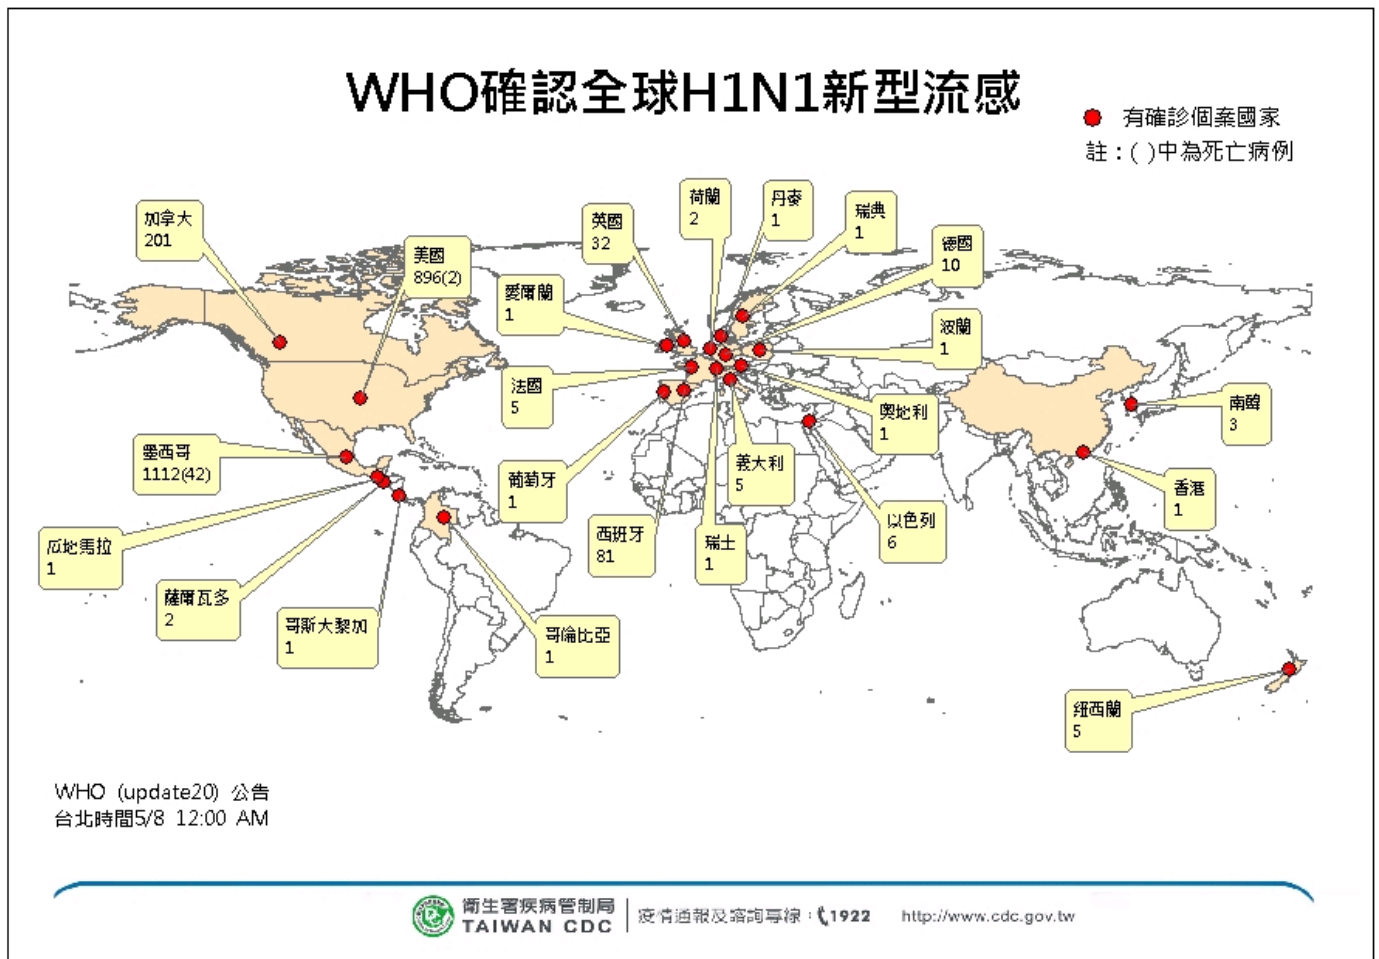 WHO確認全球H1N1新型流感
有確診個案國家
註：( )中為死亡病例
加拿大
201
美國
896(2)
英國
32
荷蘭
2
丹麥
1
瑞典
1
德國
10
愛爾蘭
1
波蘭
1
法國
5
奧地利
1
南韓
3
墨西哥
1112(42)
葡萄牙
1
義大利
5
香港
1
瓜地馬拉
1
西班牙
81
瑞士
1
以色列
6
薩爾瓦多
2
哥斯大黎加
1
哥倫比亞
1
紐西蘭
5
WHO (update20) 公告
台北時間5/8 12:00 AM
衛生署疾病管制局
TAIWAN CDC
疫情通報及諮詢專線：1922
http://www.cdc.gov.tw